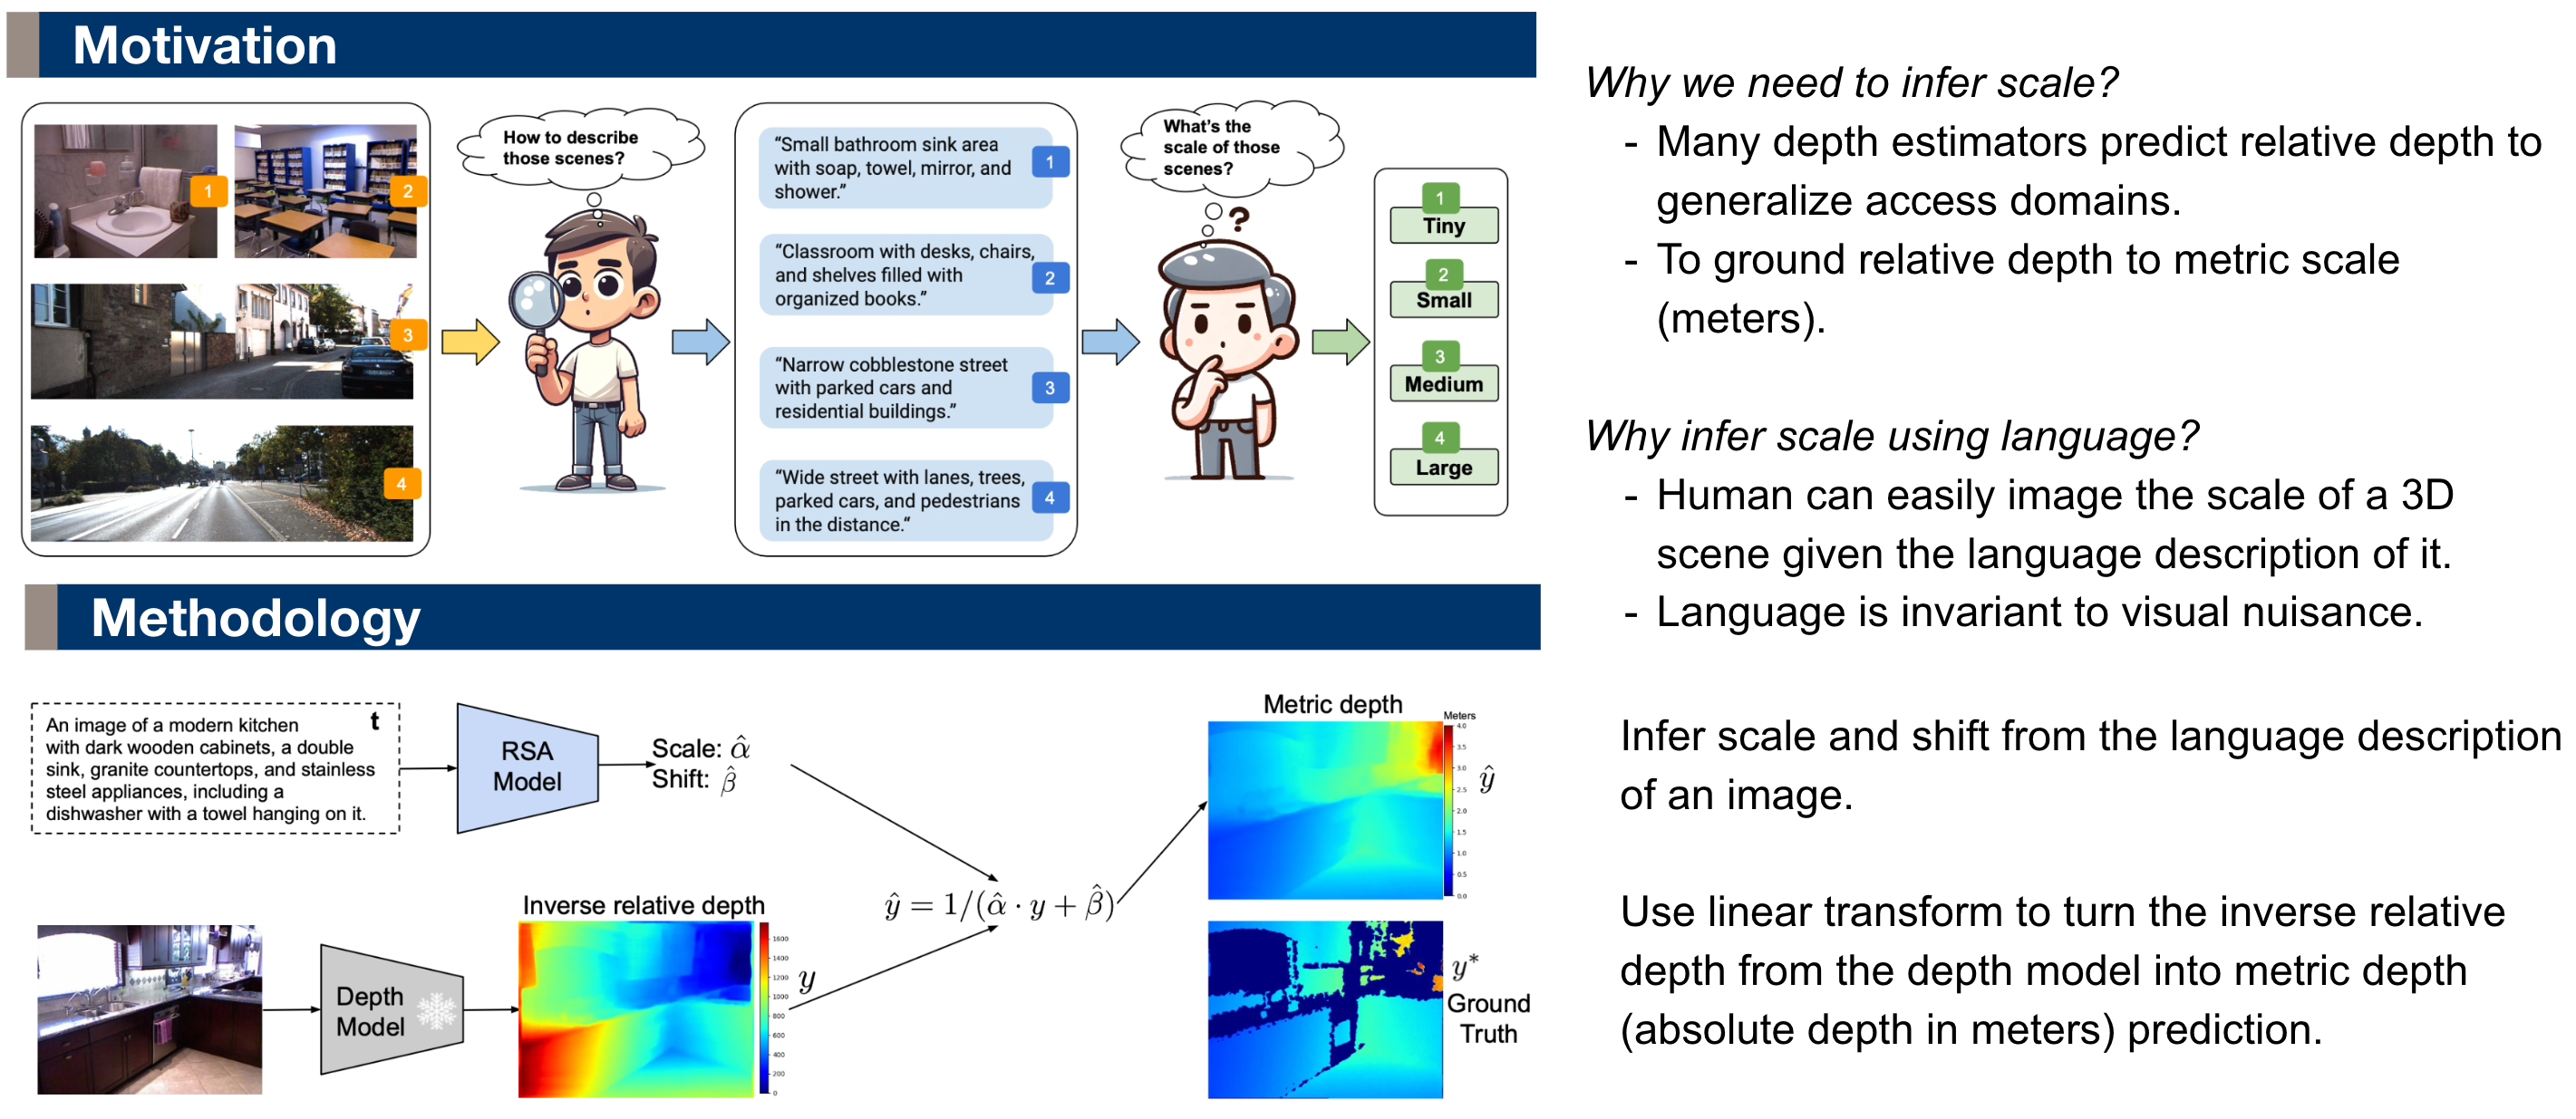 Motivation
1
2
3
4
How to describe
those scenes?
“Small bathroom sink area
with soap, towel, mirror, and
shower.”
1
“Classroom with desks, chairs,
and shelves filled with
organized books.”
2
“Narrow cobblestone street
with parked cars and
residential buildings.”
3
“Wide street with lanes, trees,
parked cars, and pedestrians
in the distance.“
4
What’s the
scale of those
scenes?
?
1
Tiny
2
Small
3
Medium
4
Large
Why we need to infer scale?
- Many depth estimators predict relative depth to
generalize access domains.
- To ground relative depth to metric scale
(meters).
Why infer scale using language?
- Human can easily image the scale of a 3D
scene given the language description of it.
- Language is invariant to visual nuisance.
Infer scale and shift from the language description
of an image.
Use linear transform to turn the inverse relative
depth from the depth model into metric depth
(absolute depth in meters) prediction.
Methodology
An image of a modern kitchen
with dark wooden cabinets, a double
sink, granite countertops, and stainless
steel appliances, including a
dishwasher with a towel hanging on it.
t
RSA
Model
Scale: α̂
Shift: β̂
Depth
Model
Inverse relative depth
1600
1400
1200
1000
800
600
400
200
0
y
ŷ = 1/(α̂ · y + β̂)
Metric depth
Meters
4.0
3.5
3.0
2.5
2.0
1.5
1.0
0.5
0.0
ŷ
y*
Ground
Truth